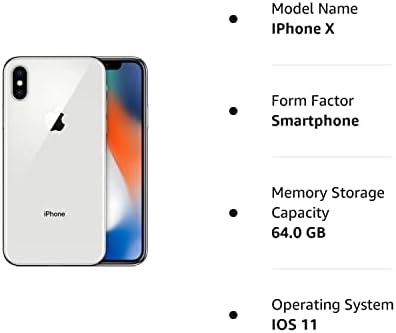 Model Name
IPhone X
Form Factor
Smartphone
Memory Storage
Capacity
64.0 GB
Operating System
IOS 11
iPhone